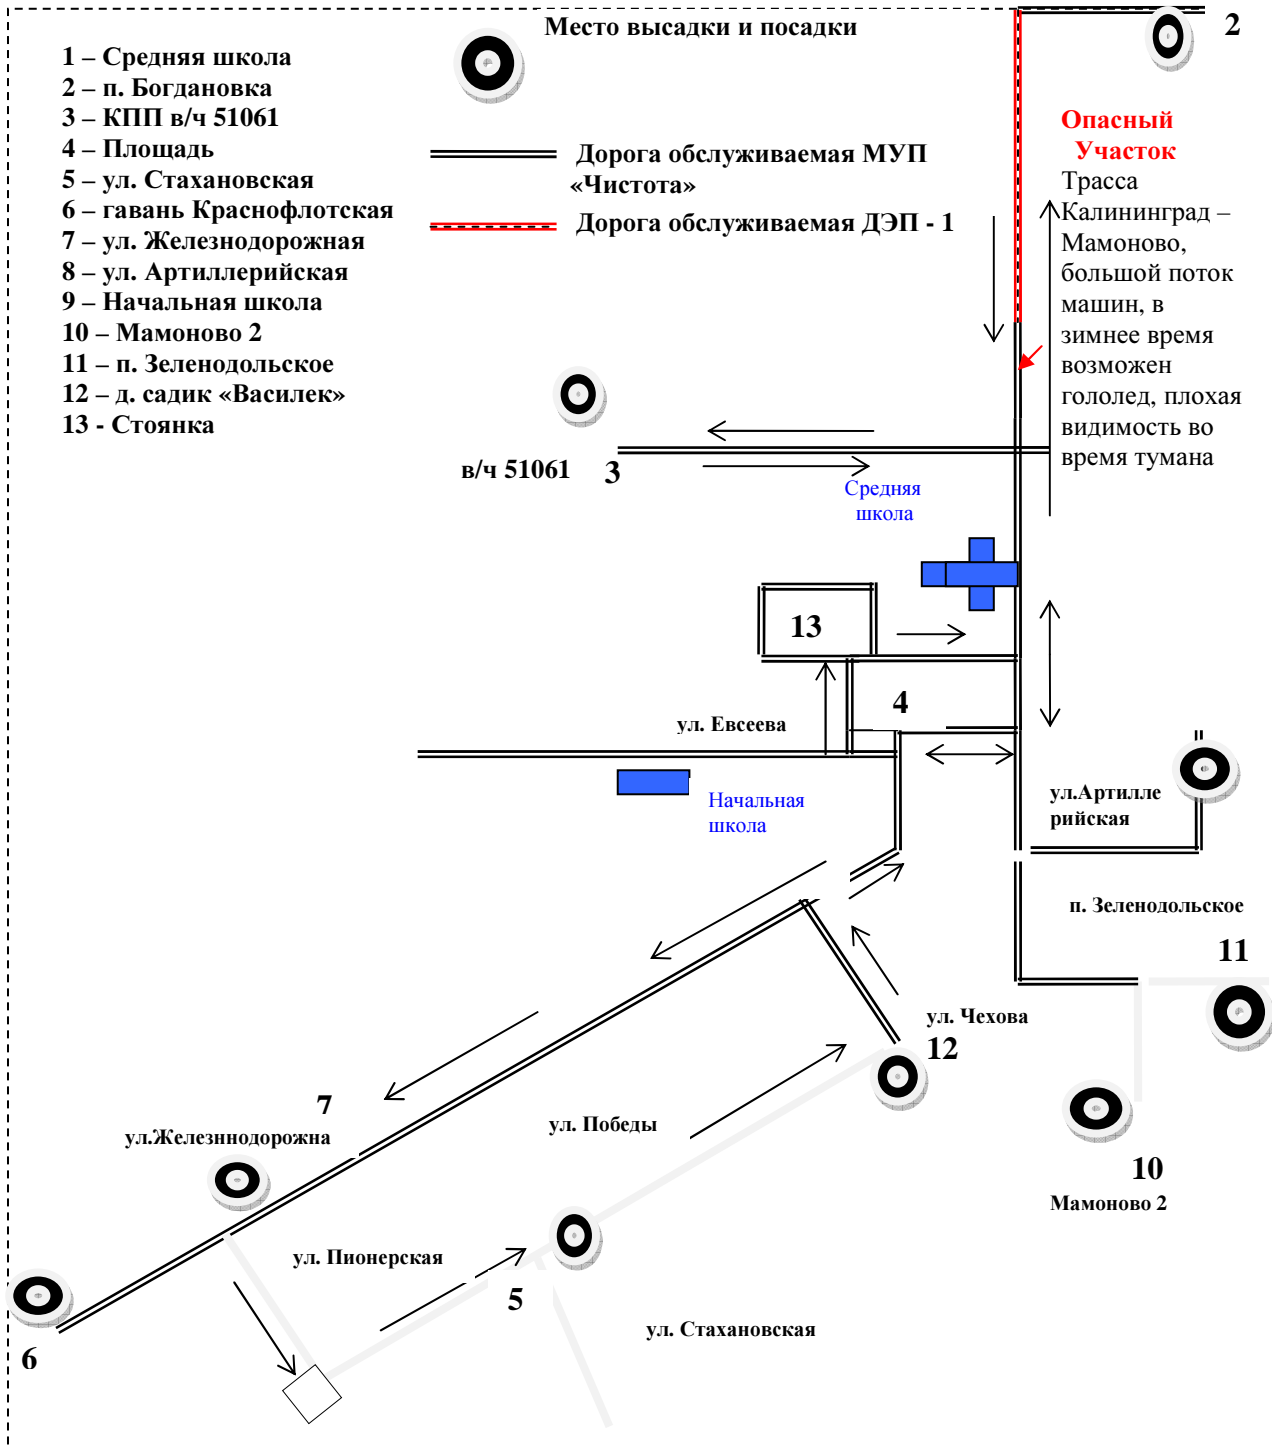 Место высадки и посадки
1 – Средняя школа
2 – п. Богдановка
3 – КПП в/ч 51061
4 – Площадь
5 – ул. Стахановская
6 – гавань Краснофлотская
7 – ул. Железнодорожная
8 – ул. Артиллерийская
9 – Начальная школа
10 – Мамоново 2
11 – п. Зеленодольское
12 – д. садик «Василек»
13 - Стоянка
Дорога обслуживаемая МУП
«Чистота»
Дорога обслуживаемая ДЭП - 1
2
Опасный
Участок
Трасса
Калининград –
Мамоново,
большой поток
машин, в
зимнее время
возможен
гололед, плохая
видимость во
время тумана
в/ч 51061
3
Средняя
школа
13
4
ул. Евсеева
Начальная
школа
ул.Артилле
рийская
п. Зеленодольское
11
ул. Чехова
12
7
ул.Железннодорожна
ул. Победы
10
Мамоново 2
ул. Пионерская
5
ул. Стахановская
6